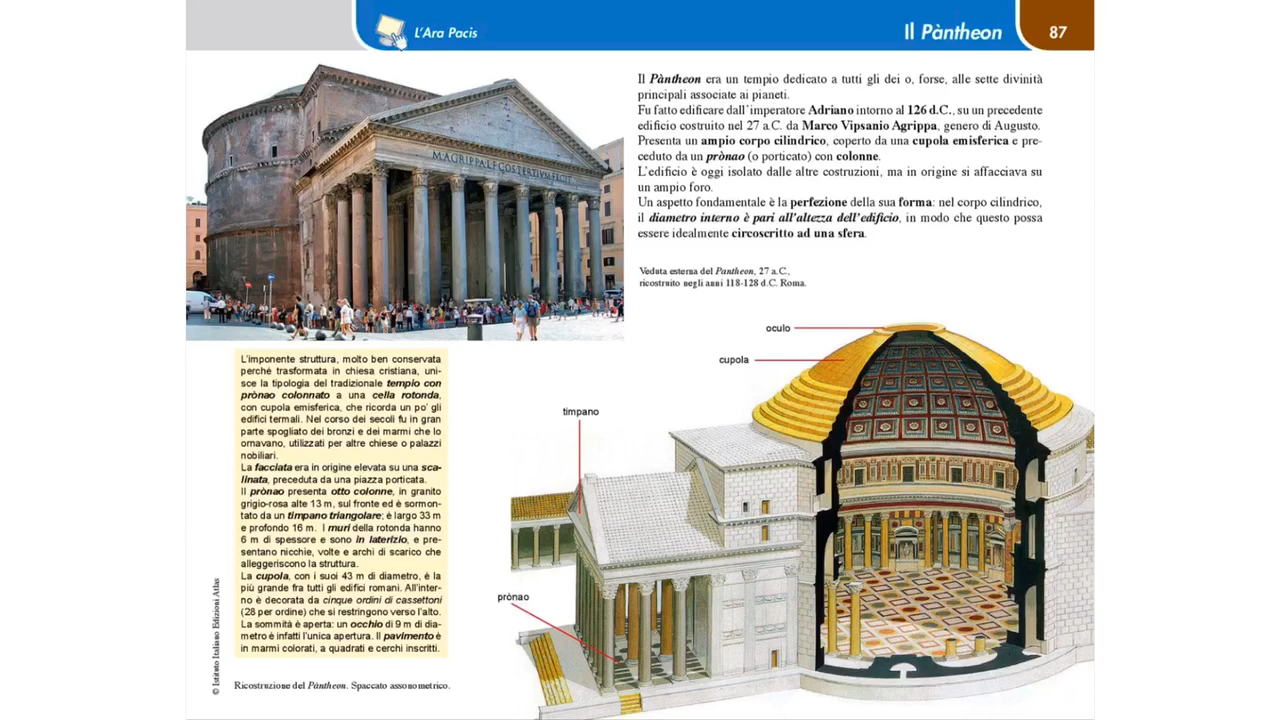 L'Ara Pacis
Il Pàntheon
87
Il Pàntheon era un tempio dedicato a tutti gli dei o, forse, alle sette divinità
principali associate ai pianeti.
Fu fatto edificare dall'imperatore Adriano intorno al 126 d.C., su un precedente
edificio costruito nel 27 a.C. da Marco Vipsanio Agrippa, genero di Augusto.
Presenta un ampio corpo cilindrico, coperto da una cupola emisferica e pre-
ceduto da un prònao (o porticato) con colonne.
L'edificio è oggi isolato dalle altre costruzioni, ma in origine si affacciava su
un ampio foro.
Un aspetto fondamentale è la perfezione della sua forma: nel corpo cilindrico,
il diametro interno è pari all'altezza dell'edificio, in modo che questo possa
essere idealmente circoscritto ad una sfera.
M·AGRIPPA·L·F·COS·TERTIVM·FECIT
Veduta esterna del Pantheon, 27 a.C.,
ricostruito negli anni 118-128 d.C. Roma.
L'imponente struttura, molto ben conservata
perché trasformata in chiesa cristiana, uni-
sce la tipologia del tradizionale tempio con
prònao colonnato a una cella rotonda,
con cupola emisferica, che ricorda un po' gli
edifici termali. Nel corso dei secoli fu in gran
parte spogliato dei bronzi e dei marmi che lo
ornavano, utilizzati per altre chiese o palazzi
nobiliari.
La facciata era in origine elevata su una sca-
linata, preceduta da una piazza porticata.
Il prònao presenta otto colonne, in granito
grigio-rosa alte 13 m, sul fronte ed è sormon-
tato da un timpano triangolare; è largo 33 m
e profondo 16 m. I muri della rotonda hanno
6 m di spessore e sono in laterizio, e pre-
sentano nicchie, volte e archi di scarico che
alleggeriscono la struttura.
La cupola, con i suoi 43 m di diametro, è la
più grande fra tutti gli edifici romani. All'inter-
no è decorata da cinque ordini di cassettoni
(28 per ordine) che si restringono verso l'alto.
La sommità è aperta: un occhio di 9 m di dia-
metro è infatti l'unica apertura. Il pavimento è
in marmi colorati, a quadrati e cerchi inscritti.
oculo
cupola
timpano
prònao
© Istituto Italiano Edizioni Atlas
Ricostruzione del Pàntheon. Spaccato assonometrico.